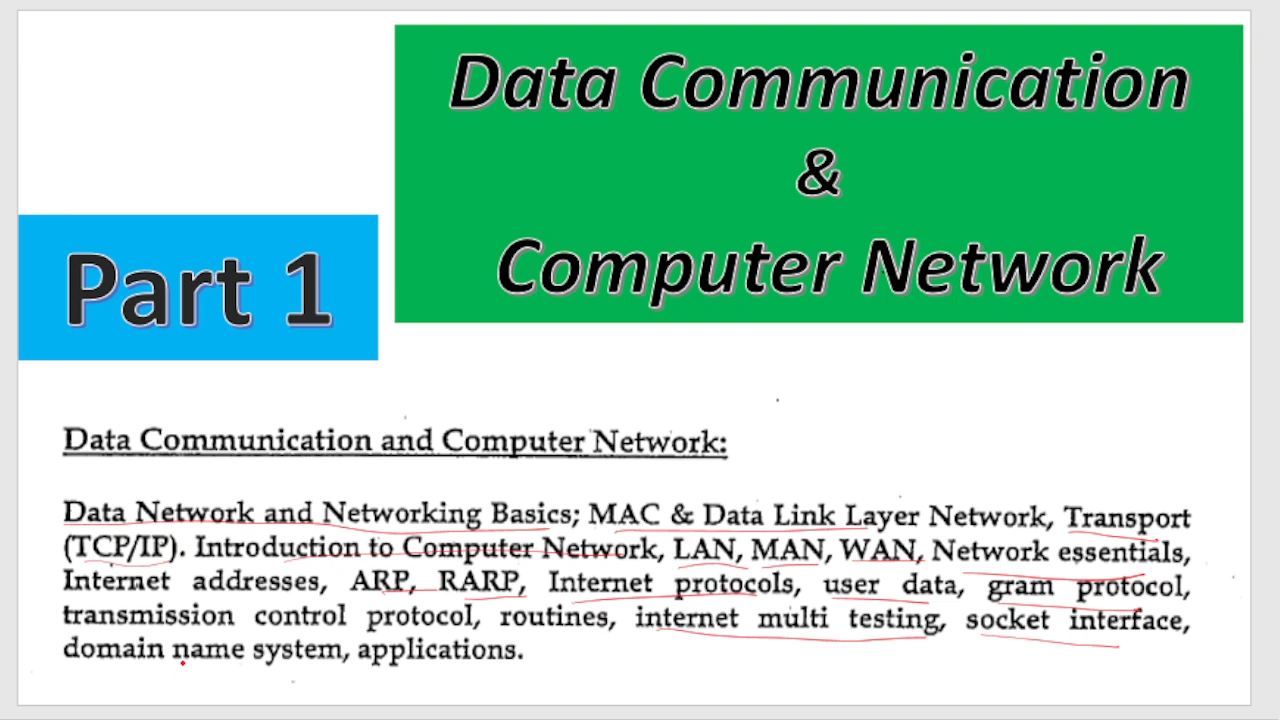 Data Communication
&
Computer Network
Part 1
Data Communication and Computer Network:
Data Network and Networking Basics; MAC & Data Link Layer Network, Transport
(TCP/IP). Introduction to Computer Network, LAN, MAN, WAN, Network essentials,
Internet addresses, ARP, RARP, Internet protocols, user data, gram protocol,
transmission control protocol, routines, internet multi testing, socket interface,
domain name system, applications.